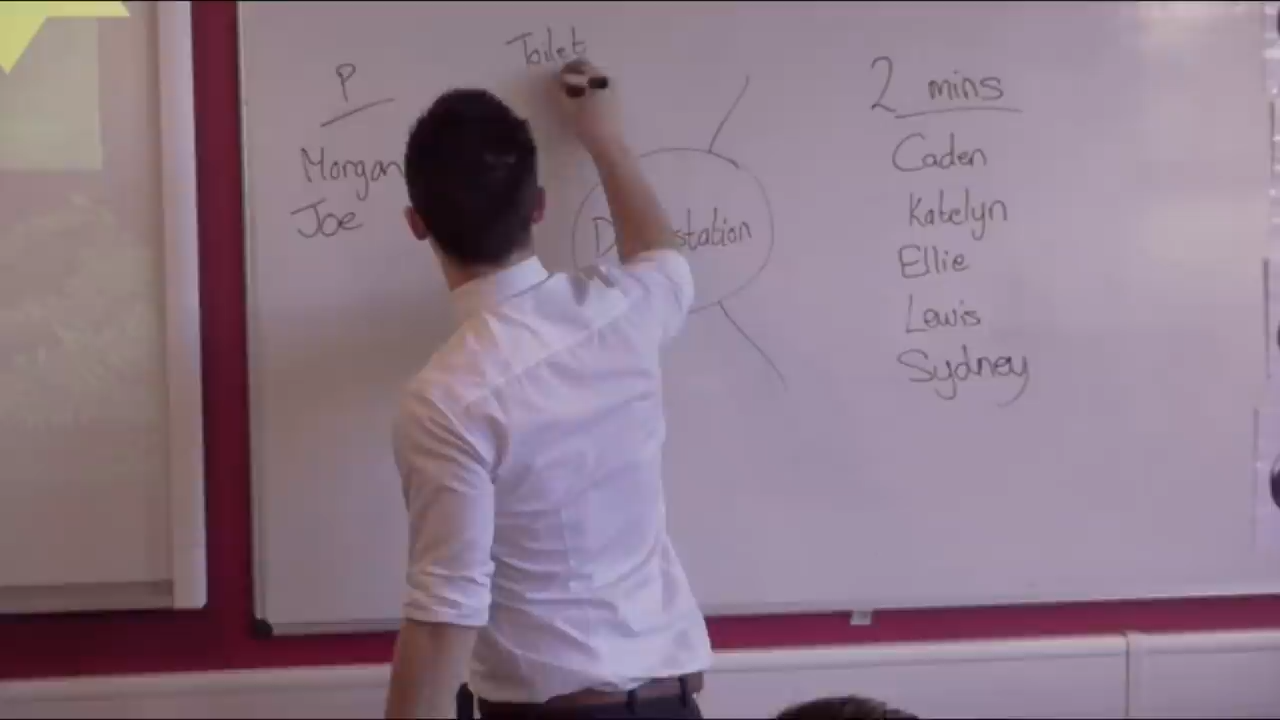 Toilet
P
Morgan
Joe
D station
2 mins
Caden
Katelyn
Ellie
Lewis
Sydney